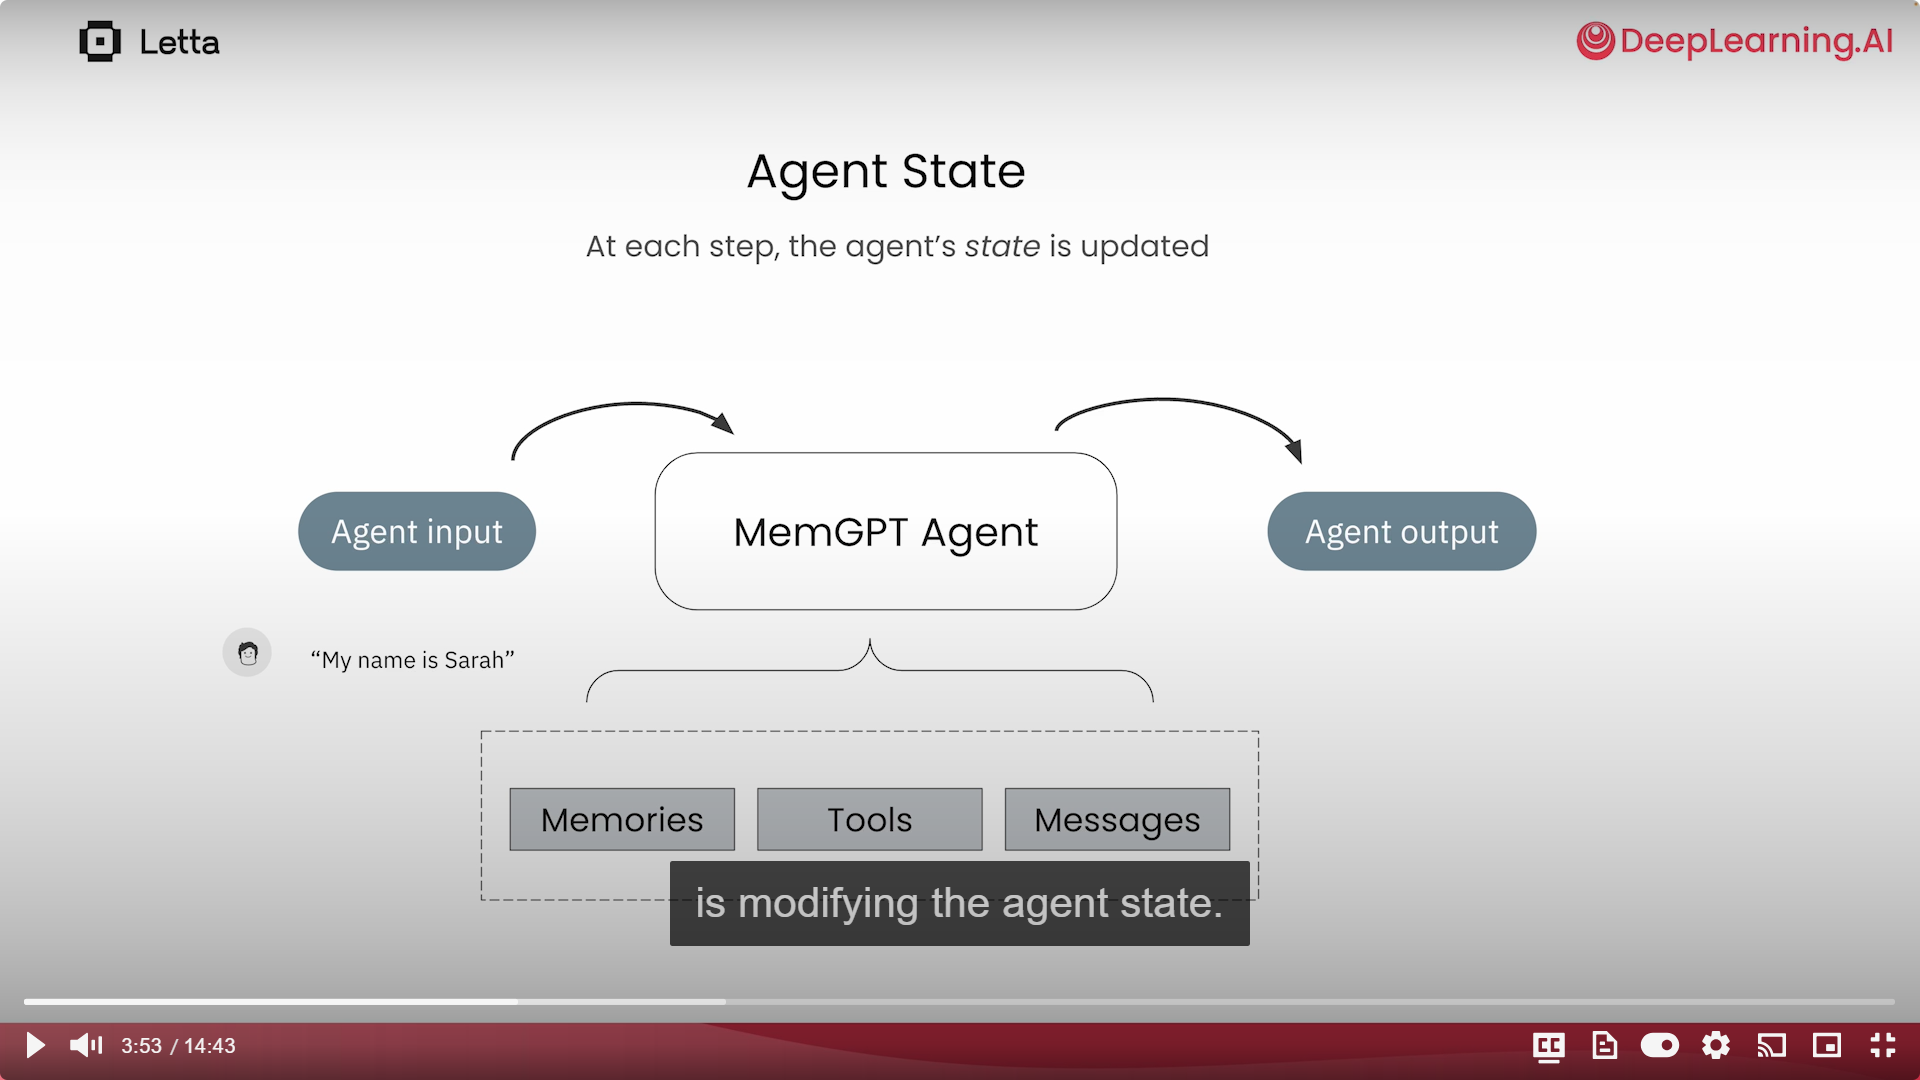 Letta
DeepLearning.AI
Agent State
At each step, the agent’s state is updated
Agent input
MemGPT Agent
Agent output
“My name is Sarah”
Memories
Tools
Messages
is modifying the agent state.
3:53 / 14:43
CC